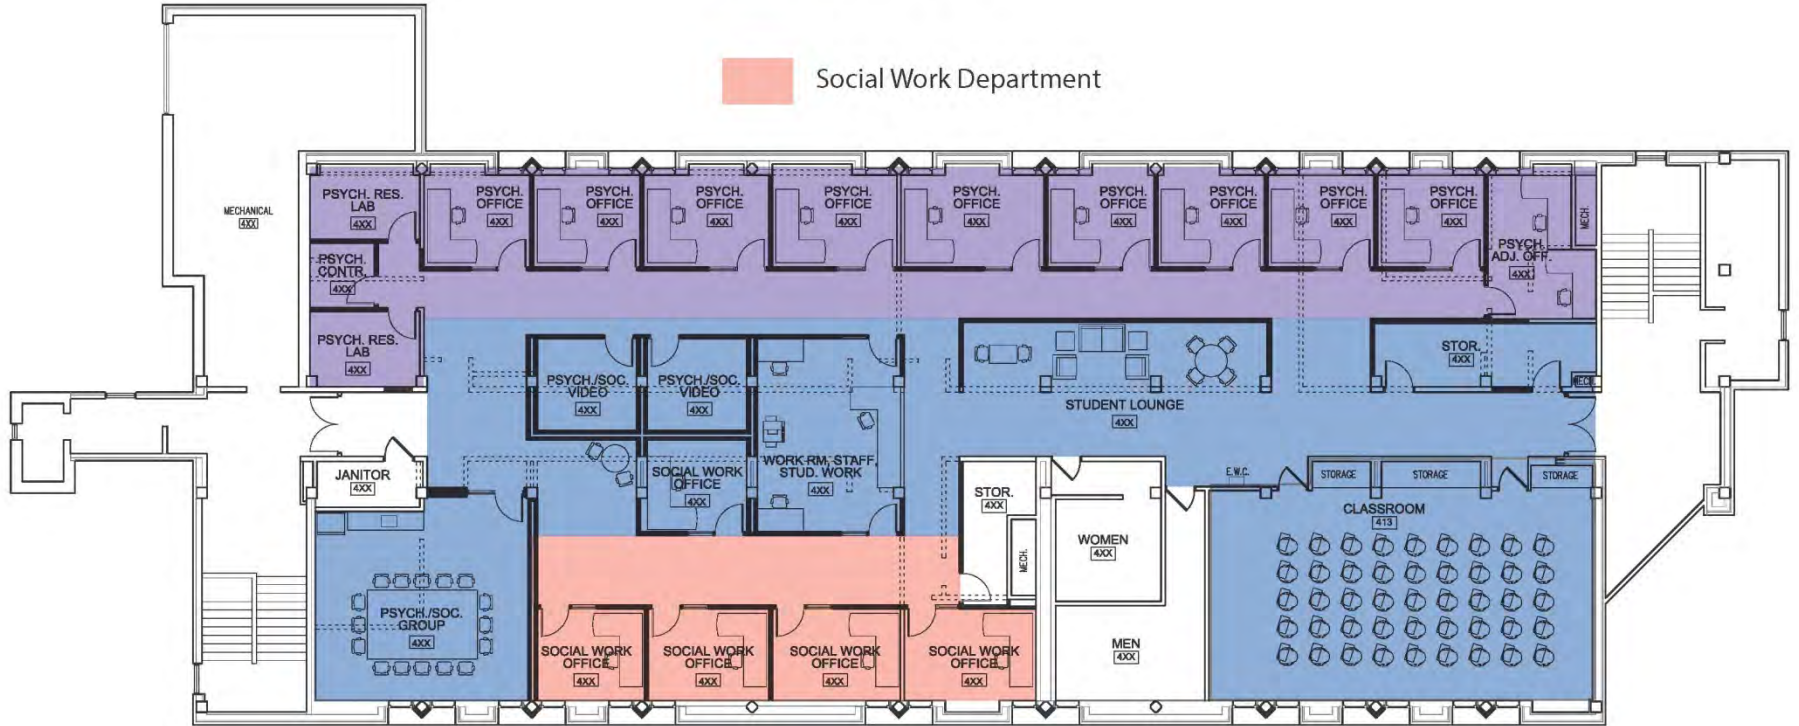 Social Work Department
MECHANICAL
4XX
PSYCH. RES.
LAB
4XX
PSYCH.
OFFICE
4XX
PSYCH.
OFFICE
4XX
PSYCH.
OFFICE
4XX
PSYCH.
OFFICE
4XX
PSYCH.
OFFICE
4XX
PSYCH.
OFFICE
4XX
PSYCH.
OFFICE
4XX
PSYCH.
OFFICE
4XX
PSYCH.
OFFICE
4XX
MECH.
PSYCH.
ADJ. OFF.
4XX
PSYCH.
CONTR.
4XX
PSYCH. RES.
LAB
4XX
PSYCH./SOC.
VIDEO
4XX
PSYCH./SOC.
VIDEO
4XX
STOR.
4XX
MECH.
STUDENT LOUNGE
4XX
JANITOR
4XX
SOCIAL WORK
OFFICE
4XX
WORK RM, STAFF,
STUD. WORK
4XX
STOR.
4XX
MECH.
E.W.C.
STORAGE
STORAGE
STORAGE
CLASSROOM
413
WOMEN
4XX
MEN
4XX
PSYCH./SOC.
GROUP
4XX
SOCIAL WORK
OFFICE
4XX
SOCIAL WORK
OFFICE
4XX
SOCIAL WORK
OFFICE
4XX
SOCIAL WORK
OFFICE
4XX